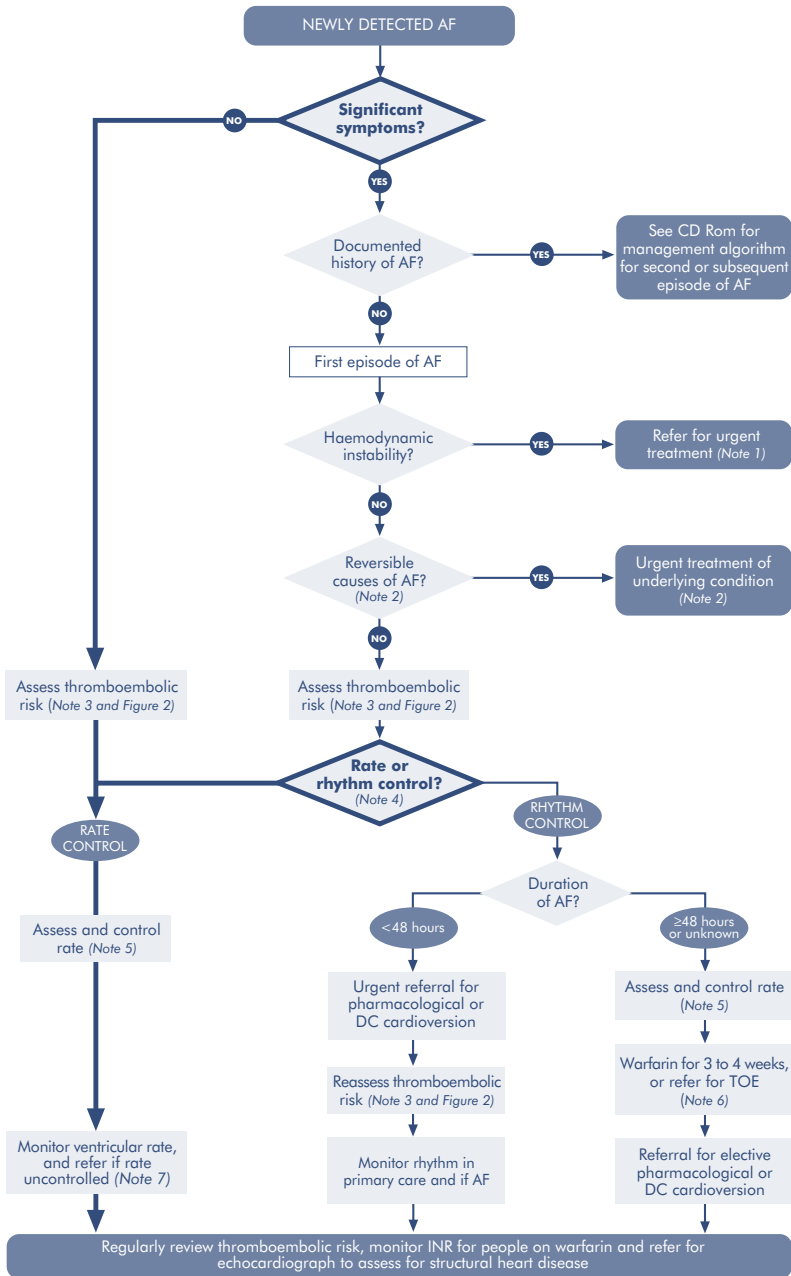 NEWLY DETECTED AF
Significant
symptoms?
NO
YES
Documented
history of AF?
YES
See CD Rom for
management algorithm
for second or subsequent
episode of AF
NO
First episode of AF
Haemodynamic
instability?
YES
Refer for urgent
treatment (Note 1)
NO
Reversible
causes of AF?
(Note 2)
YES
Urgent treatment of
underlying condition
(Note 2)
NO
Assess thromboembolic
risk (Note 3 and Figure 2)
Assess thromboembolic
risk (Note 3 and Figure 2)
Rate or
rhythm control?
(Note 4)
RATE
CONTROL
RHYTHM
CONTROL
Duration
of AF?
Assess and control
rate (Note 5)
<48 hours
≥48 hours
or unknown
Urgent referral for
pharmacological or
DC cardioversion
Assess and control rate
(Note 5)
Reassess thromboembolic
risk (Note 3 and Figure 2)
Warfarin for 3 to 4 weeks,
or refer for TOE
(Note 6)
Monitor ventricular rate,
and refer if rate
uncontrolled (Note 7)
Monitor rhythm in
primary care and if AF
Referral for elective
pharmacological or
DC cardioversion
Regularly review thromboembolic risk, monitor INR for people on warfarin and refer for
echocardiograph to assess for structural heart disease